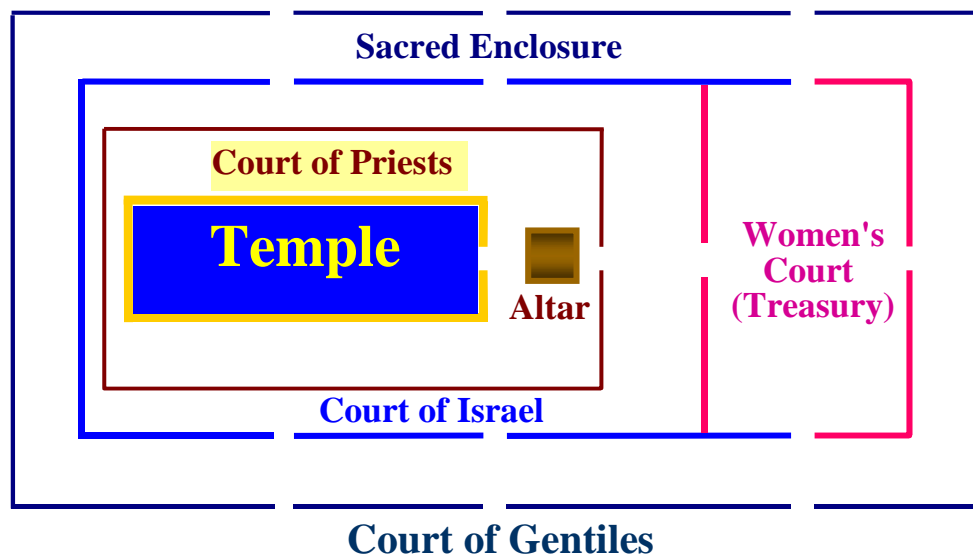 Sacred Enclosure
Court of Priests
Temple
Altar
Women's
Court
(Treasury)
Court of Israel
Court of Gentiles